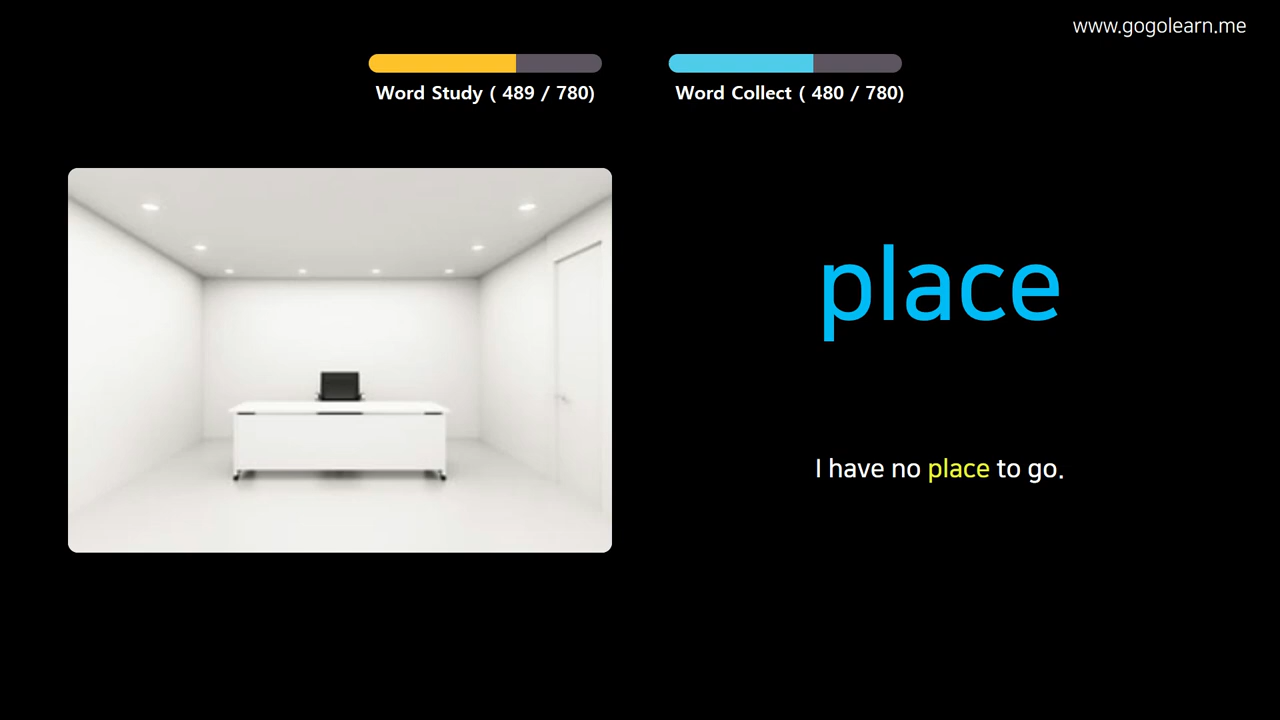 www.gogolearn.me
Word Study ( 489 / 780)
Word Collect ( 480 / 780)
place
I have no place to go.